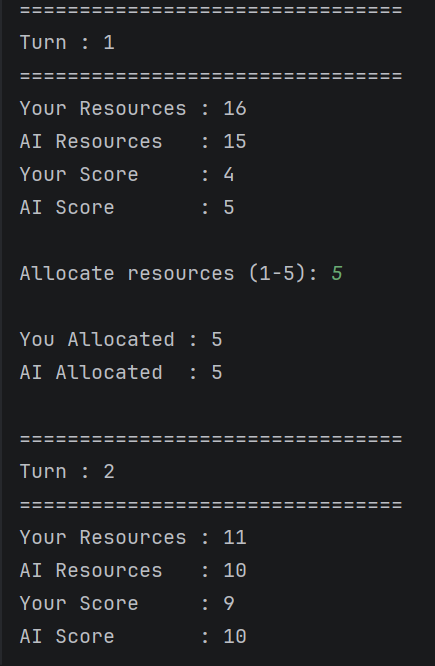 ================================
Turn : 1
================================
Your Resources : 16
AI Resources   : 15
Your Score     : 4
AI Score       : 5
Allocate resources (1-5): 5
You Allocated : 5
AI Allocated  : 5
================================
Turn : 2
================================
Your Resources : 11
AI Resources   : 10
Your Score     : 9
AI Score       : 10